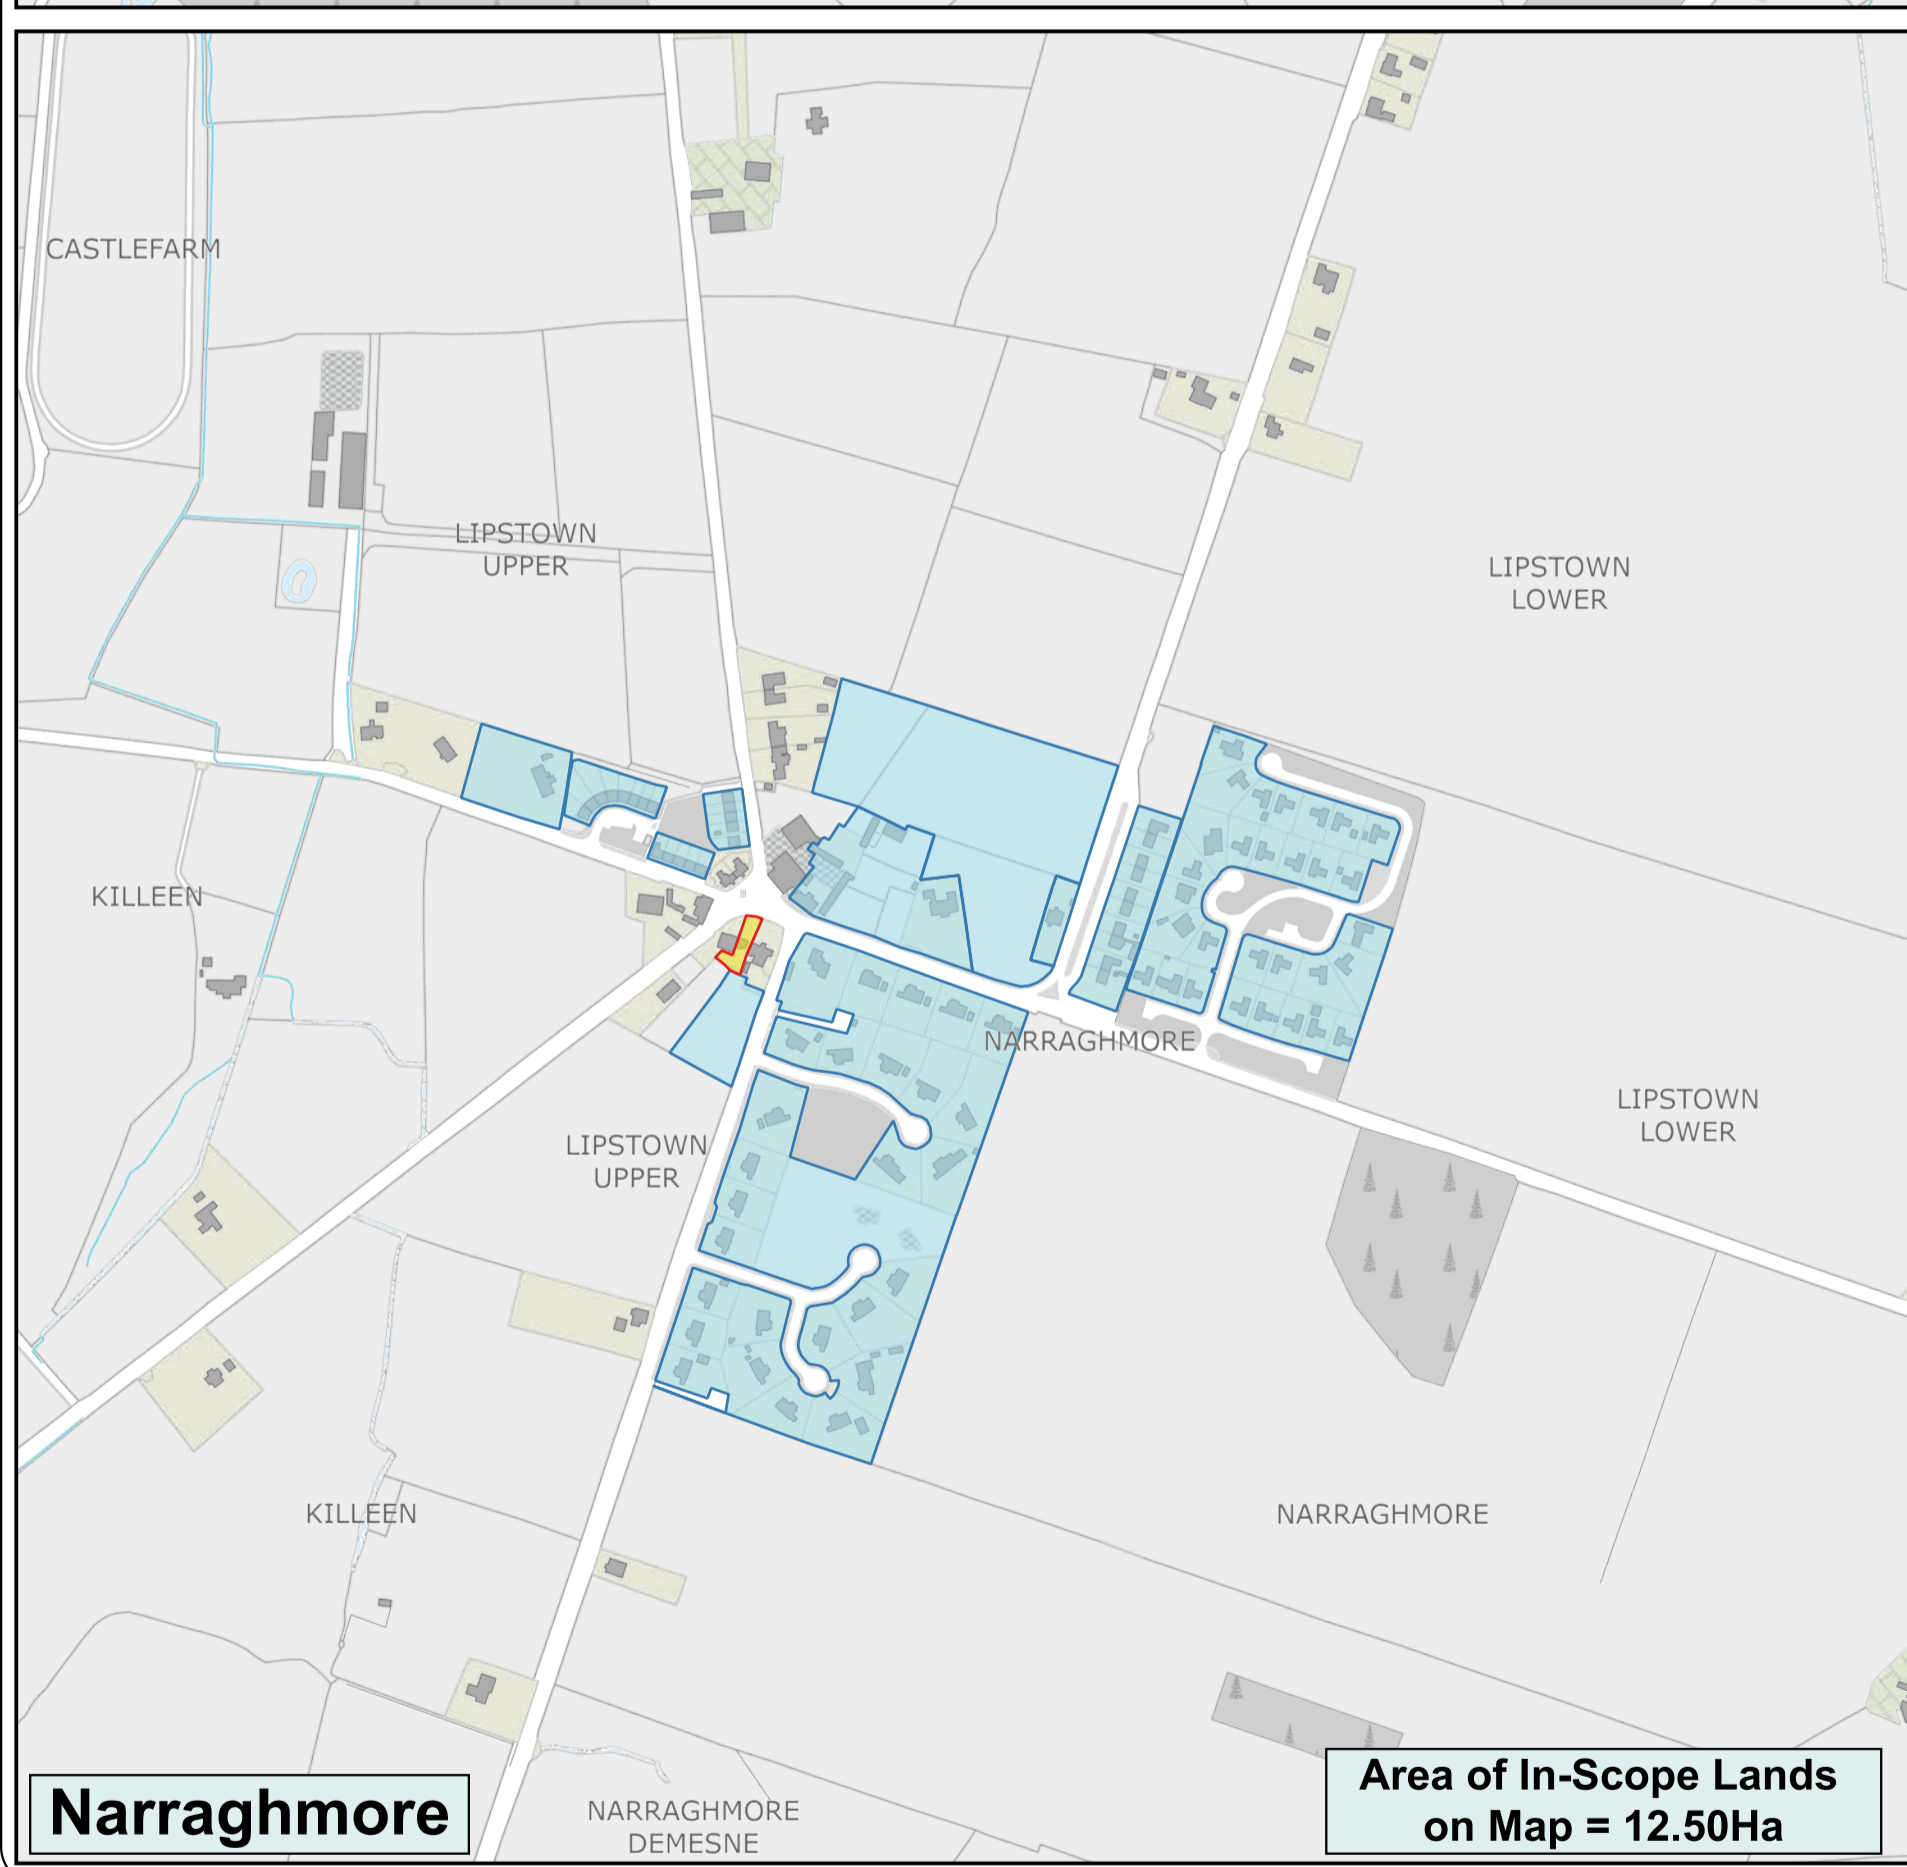 CASTLEFARM
LIPSTOWN
UPPER
LIPSTOWN
LOWER
KILLEEN
NARRAGHMORE
LIPSTOWN
LOWER
LIPSTOWN
UPPER
KILLEEN
NARRAGHMORE
Narraghmore
NARRAGHMORE
DEMESNE
Area of In-Scope Lands
on Map = 12.50Ha